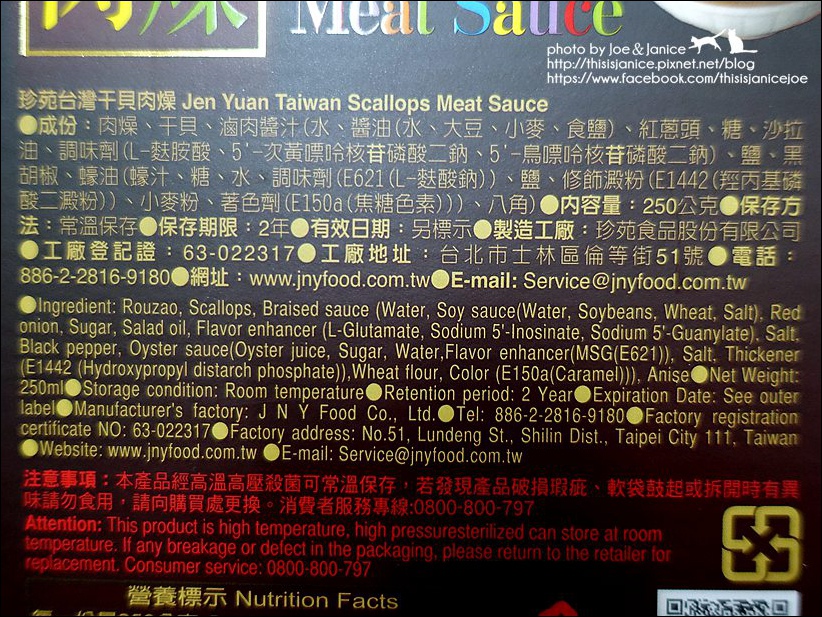 肉燥 Meat Sauce
photo by Joe & Janice
http://thisisjanice.pixnet.net/blog
https://www.facebook.com/thisisjanicejoe
珍苑台灣干貝肉燥 Jen Yuan Taiwan Scallops Meat Sauce
●成份：肉燥、干貝、滷肉醬汁(水、醬油(水、大豆、小麥、食鹽)、紅蔥頭、糖、沙拉
油、調味劑(L-麩胺酸、5'-次黃嘌呤核苷磷酸二鈉、5'-鳥嘌呤核苷磷酸二鈉)、鹽、黑
胡椒、蠔油(蠔汁、糖、水、調味劑(E621(L-麩酸鈉))、鹽、修飾澱粉(E1442(羥丙基磷
酸二澱粉))、小麥粉、著色劑(E150a(焦糖色素)))、八角)●內容量：250公克●保存方
法：常溫保存●保存期限：2年●有效日期：另標示●製造工廠：珍苑食品股份有限公司
●工廠登記證：63-022317●工廠地址：台北市士林區倫等街51號●電話：
886-2-2816-9180●網址：www.jnyfood.com.tw●E-mail: Service@jnyfood.com.tw
●Ingredient: Rouzao, Scallops, Braised sauce (Water, Soy sauce(Water, Soybeans, Wheat, Salt), Red
onion, Sugar, Salad oil, Flavor enhancer (L-Glutamate, Sodium 5'-Inosinate, Sodium 5'-Guanylate), Salt,
Black pepper, Oyster sauce(Oyster juice, Sugar, Water,Flavor enhancer(MSG(E621)), Salt, Thickener
(E1442 (Hydroxypropyl distarch phosphate)),Wheat flour, Color (E150a(Caramel))), Anise●Net Weight:
250ml●Storage condition: Room temperature●Retention period: 2 Year●Expiration Date: See outer
label●Manufacturer's factory: J N Y Food Co., Ltd.●Tel: 886-2-2816-9180●Factory registration
certificate NO: 63-022317●Factory address: No.51, Lundeng St., Shilin Dist., Taipei City 111, Taiwan
●Website: www.jnyfood.com.tw ●E-mail: Service@jnyfood.com.tw
注意事項：本產品經高溫高壓殺菌可常溫保存，若發現產品破損瑕疵、軟袋鼓起或拆開時有異
味請勿食用，請向購買處更換。消費者服務專線:0800-800-797
Attention: This product is high temperature, high pressuresterilized can store at room
temperature. If any breakage or defect in the packaging, please return to the retailer for
replacement. Consumer service: 0800-800-797
營養標示 Nutrition Facts